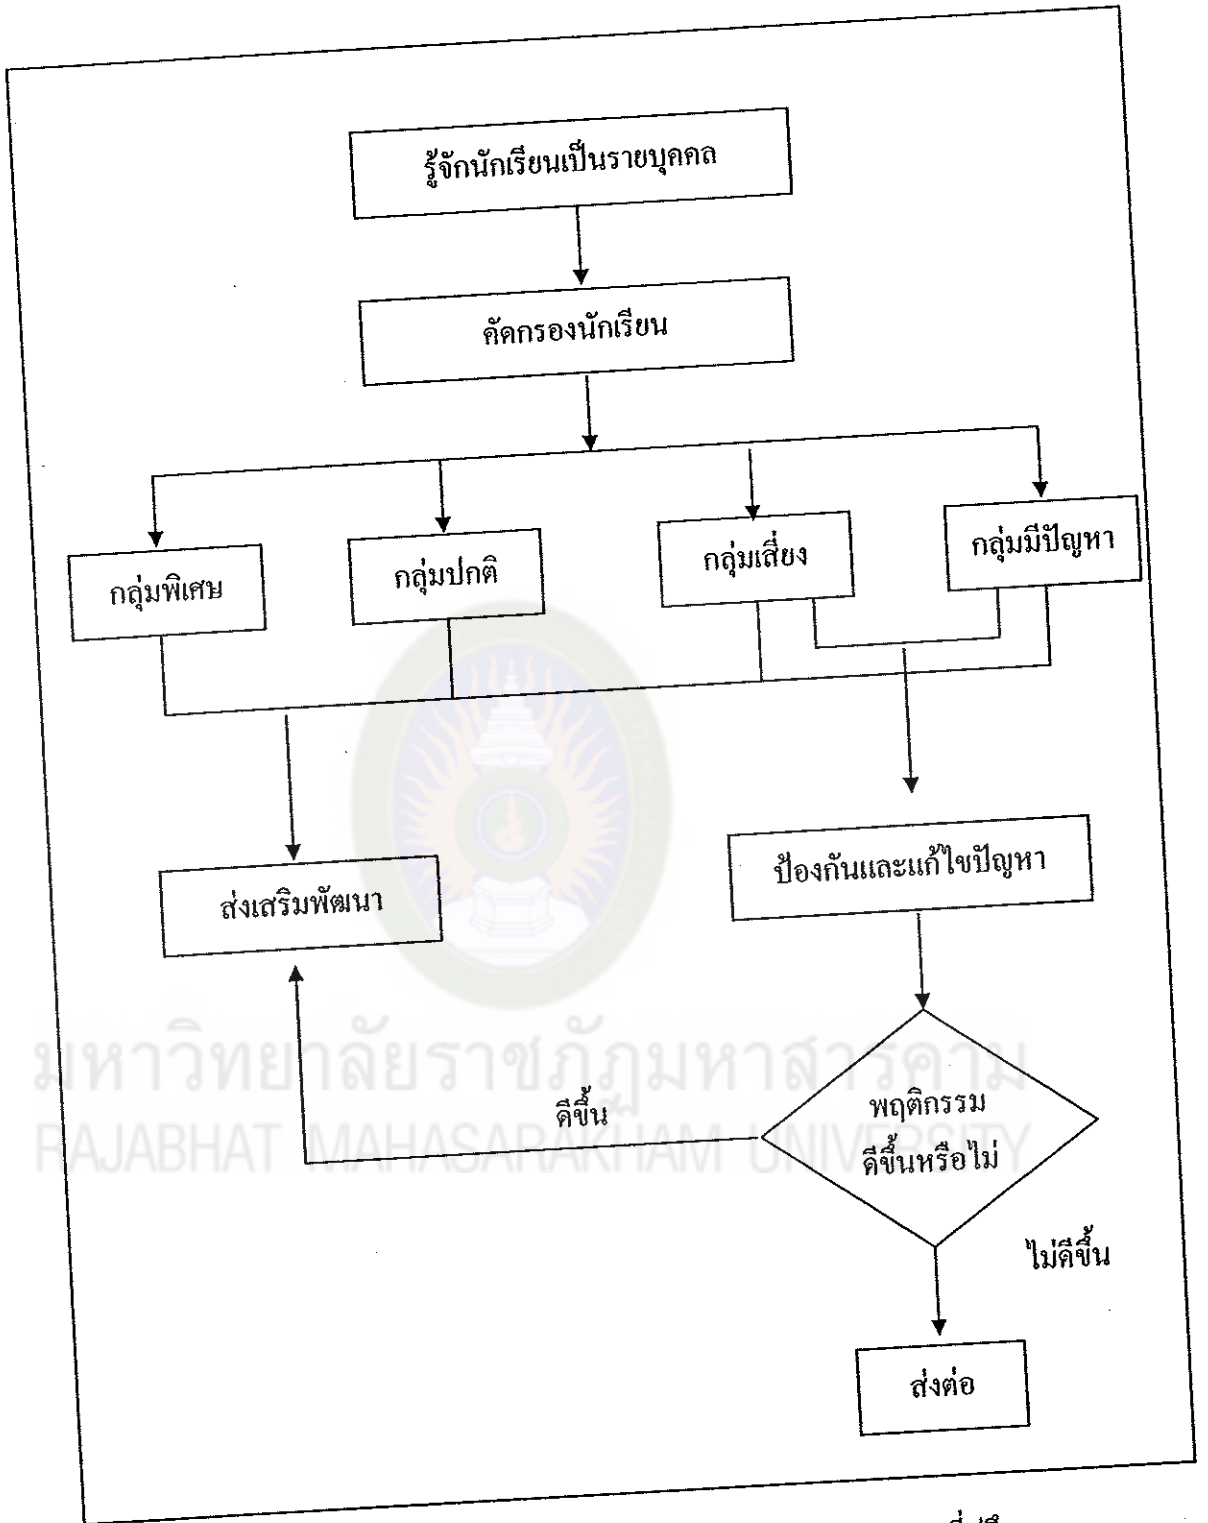 รู้จักนักเรียนเป็นรายบุคคล
คัดกรองนักเรียน
กลุ่มพิเศษ
กลุ่มปกติ
กลุ่มเสี่ยง
กลุ่มมีปัญหา
ส่งเสริมพัฒนา
ป้องกันและแก้ไขปัญหา
มหาวิทยาลัยราชภัฏมหาสารคาม
RAJABHAT MAHASARAKHAM UNIVERSITY
ดีขึ้น
พฤติกรรม
ดีขึ้นหรือไม่
ไม่ดีขึ้น
ส่งต่อ